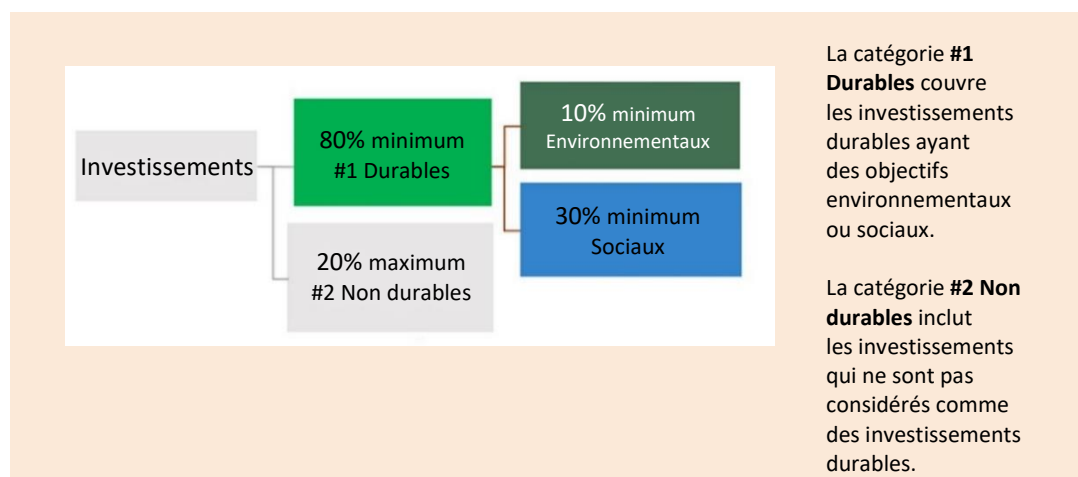 Investissements
80% minimum
#1 Durables
20% maximum
#2 Non durables
10% minimum
Environnementaux
30% minimum
Sociaux
La catégorie #1
Durables couvre
les investissements
durables ayant
des objectifs
environnementaux
ou sociaux.
La catégorie #2 Non
durables inclut
les investissements
qui ne sont pas
considérés comme
des investissements
durables.